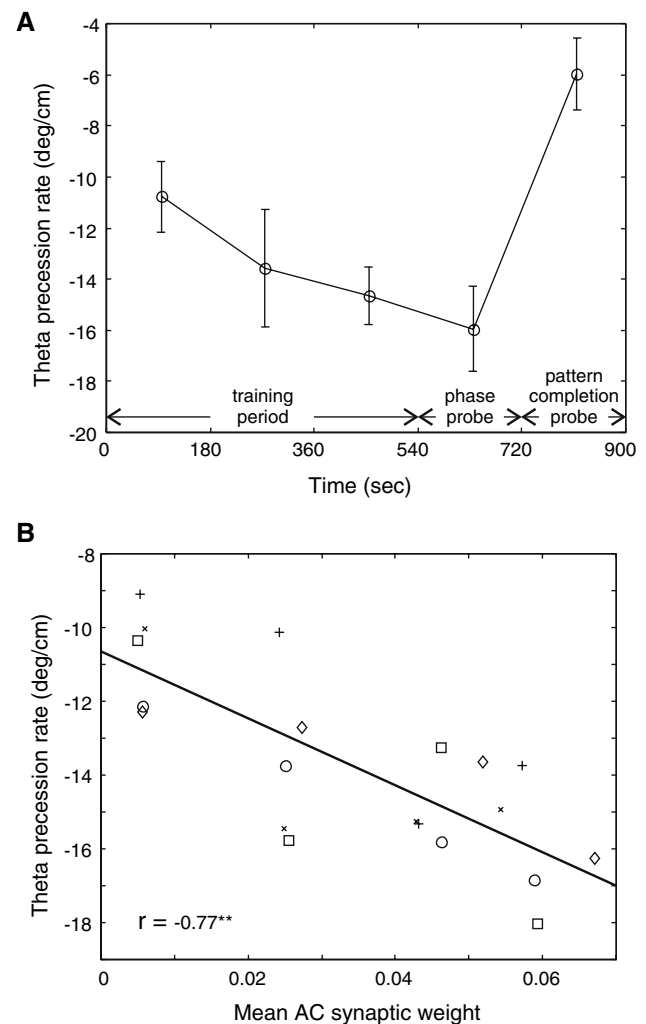 A
-4
-6
-8
-10
-12
-14
-16
-18
-20
Theta precession rate (deg/cm)
training
period
phase
probe
pattern
completion
probe
0 180 360 540 720 900
Time (sec)
B
-8
-10
-12
-14
-16
-18
Theta precession rate (deg/cm)
r = -0.77**
0 0.02 0.04 0.06
Mean AC synaptic weight